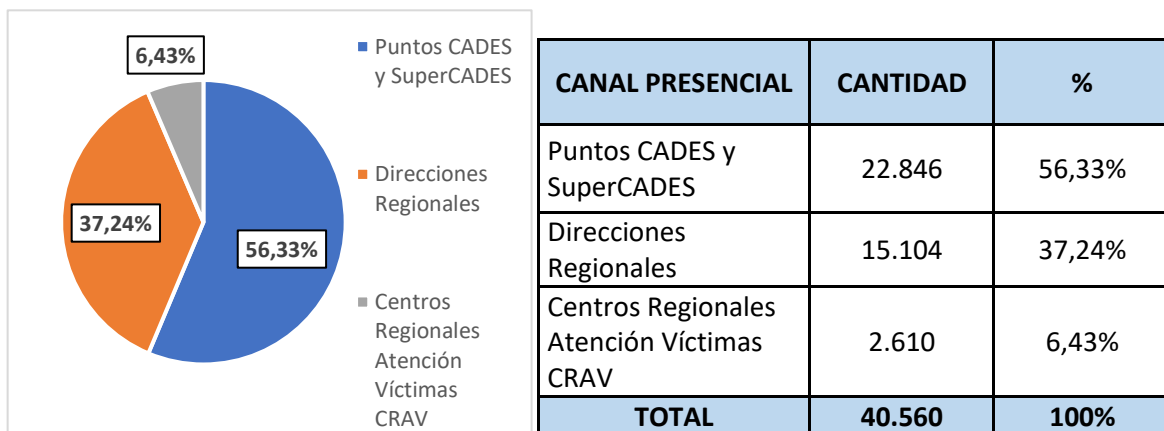 6,43%
37,24%
56,33%
Puntos CADES
y SuperCADES
Direcciones
Regionales
Centros
Regionales
Atención
Víctimas
CRAV
CANAL PRESENCIAL CANTIDAD %
Puntos CADES y
SuperCADES
22.846 56,33%
Direcciones
Regionales
15.104 37,24%
Centros Regionales
Atención Víctimas
CRAV
2.610 6,43%
TOTAL 40.560 100%